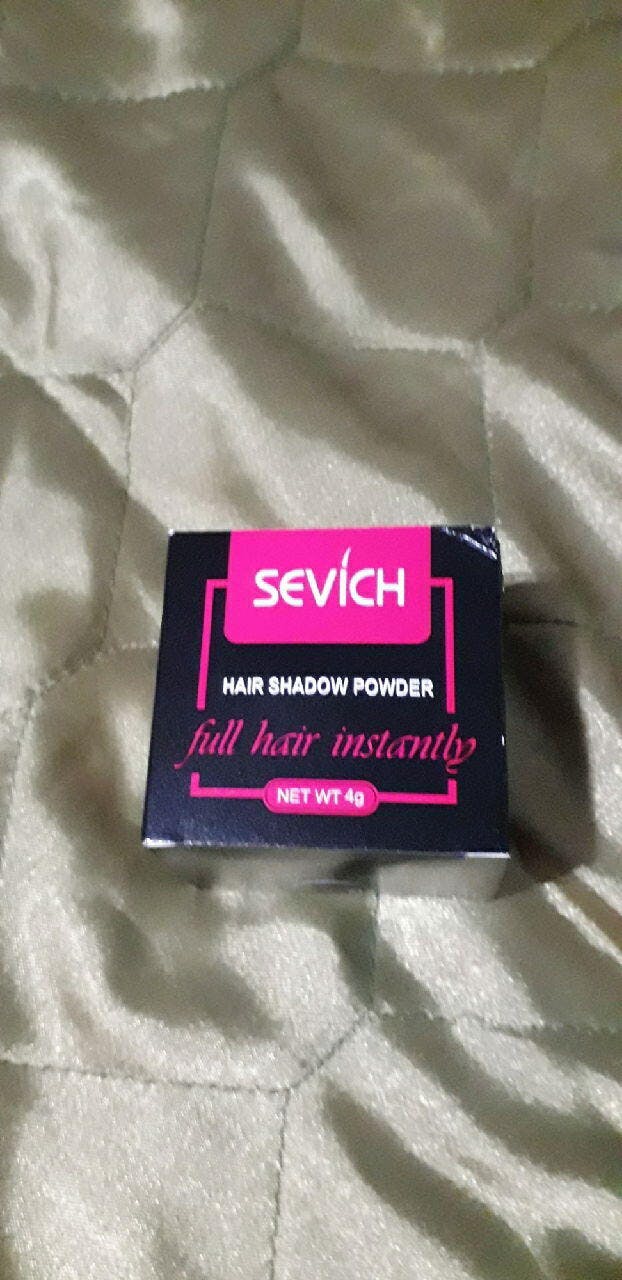 SEVICH
HAIR SHADOW POWDER
full hair instantly
NET WT 4g